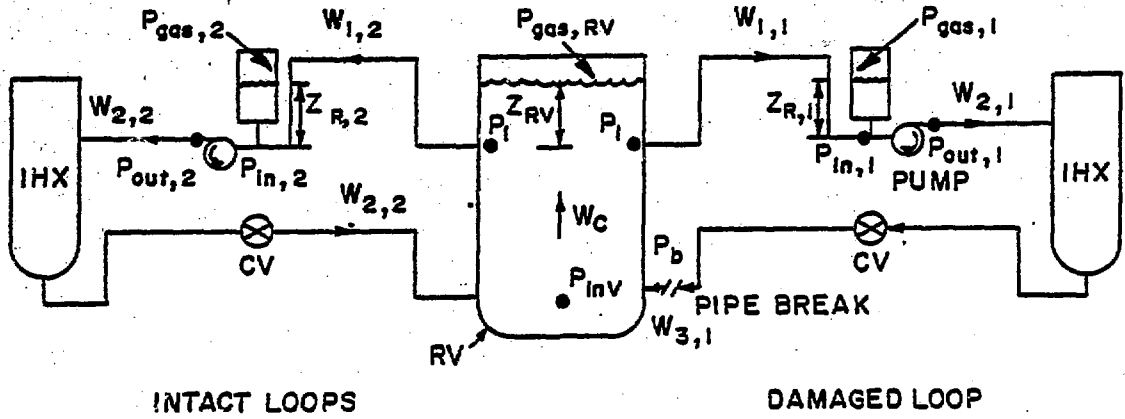 P_gas,2
W_1,2
P_gas,RV
W_1,1
P_gas,1
W_2,2
Z_R,2
Z_RV
Z_R,1
W_2,1
P_1
P_1
P_out,2
P_in,2
P_in,1
P_out,1
PUMP
IHX
IHX
W_2,2
W_C
CV
CV
P_b
P_inV
PIPE BREAK
W_3,1
RV
INTACT LOOPS
DAMAGED LOOP